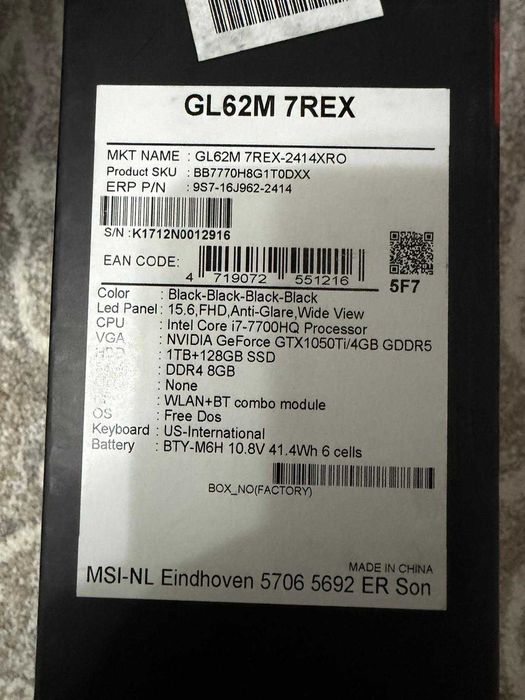 GL62M 7REX
MKT NAME : GL62M 7REX-2414XRO
Product SKU : BB7770H8G1T0DXX
ERP P/N : 9S7-16J962-2414
S/N :K1712N0012916
EAN CODE:
4 719072 551216
5F7
Color : Black-Black-Black-Black
Led Panel : 15.6,FHD,Anti-Glare,Wide View
CPU : Intel Core i7-7700HQ Processor
VGA : NVIDIA GeForce GTX1050Ti/4GB GDDR5
HDD : 1TB+128GB SSD
: DDR4 8GB
: None
: WLAN+BT combo module
OS : Free Dos
Keyboard : US-International
Battery : BTY-M6H 10.8V 41.4Wh 6 cells
BOX_NO(FACTORY)
MADE IN CHINA
MSI-NL Eindhoven 5706 5692 ER Son